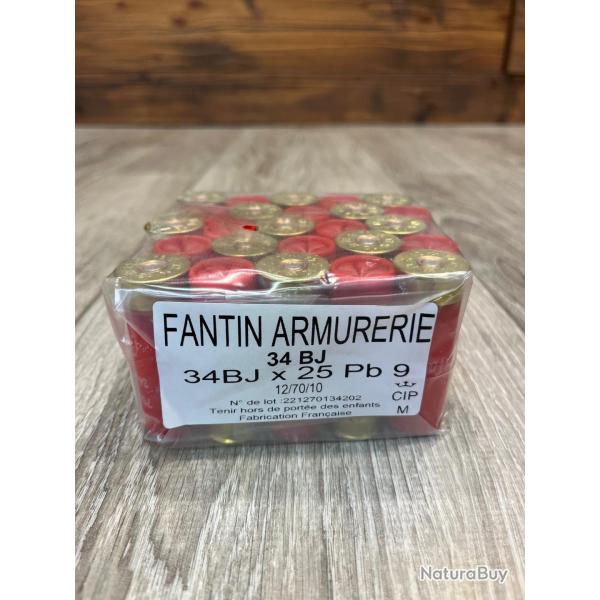 FANTIN ARMURERIE
34 BJ
34BJ x 25 Pb 9
12/70/10
N° de lot :221270134202
Tenir hors de portée des enfants
Fabrication Française
CIP
M
NaturaBuy